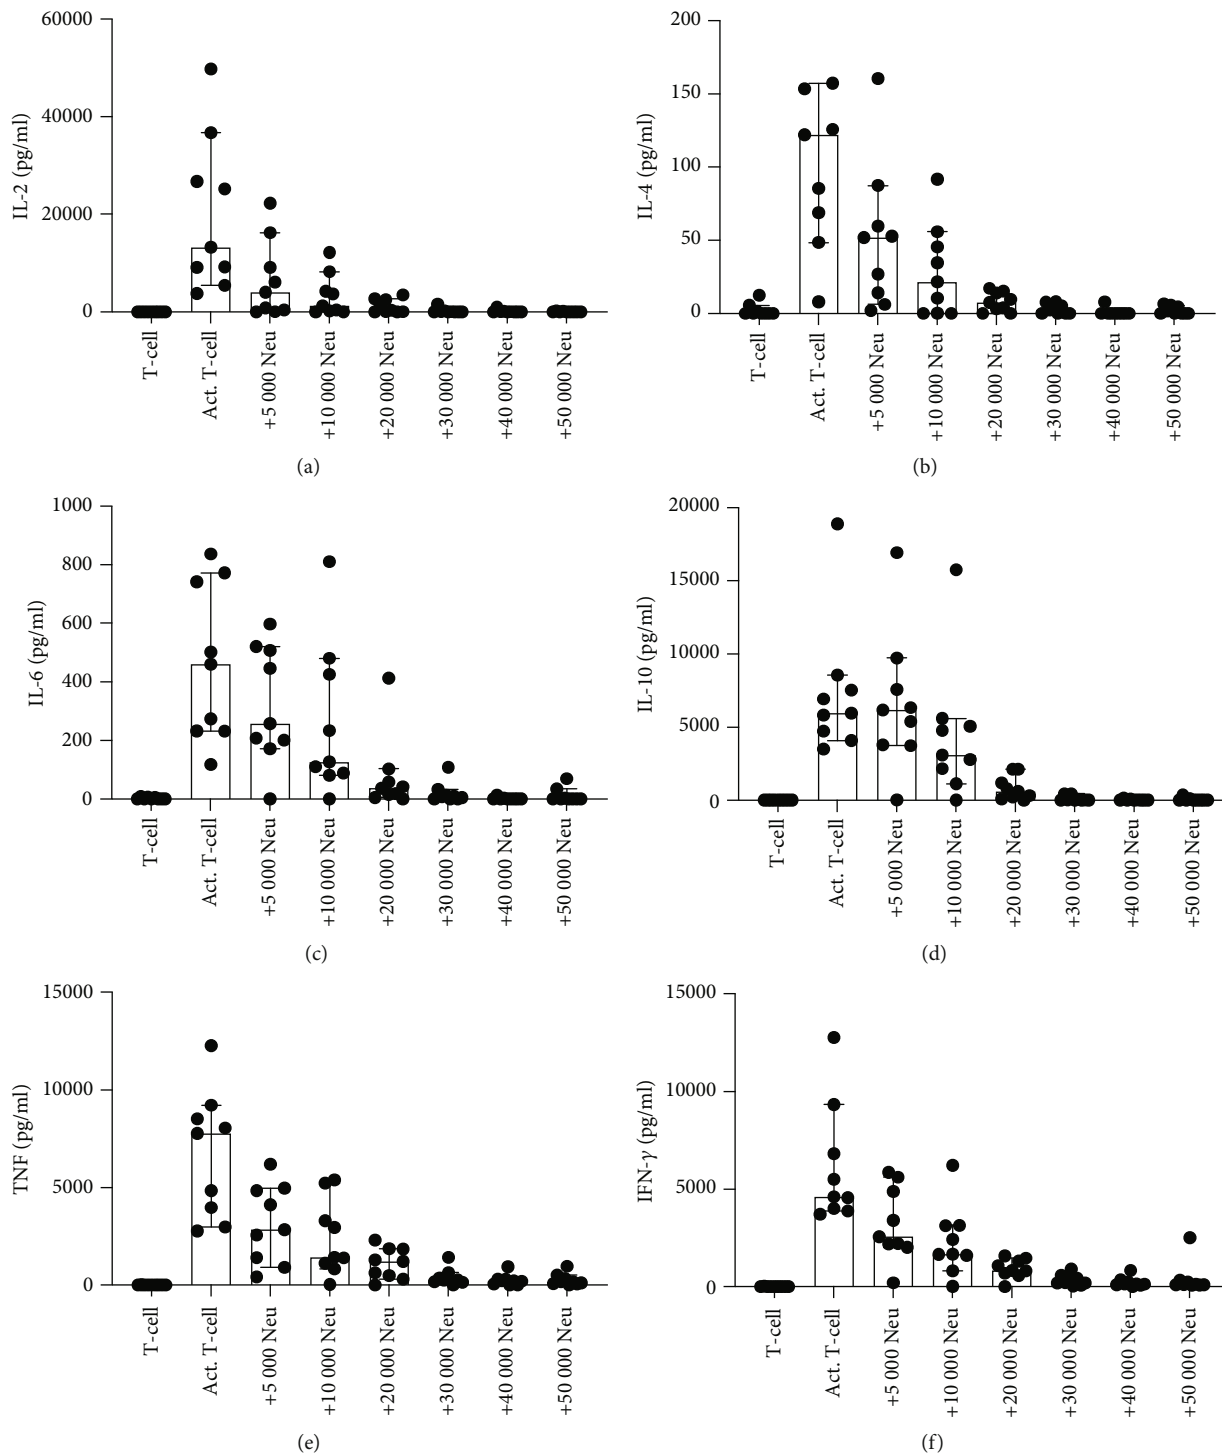 60000
40000
20000
0
IL-2 (pg/ml)
T-cell
Act. T-cell
+5 000 Neu
+10 000 Neu
+20 000 Neu
+30 000 Neu
+40 000 Neu
+50 000 Neu
(a)
200
150
100
50
0
IL-4 (pg/ml)
T-cell
Act. T-cell
+5 000 Neu
+10 000 Neu
+20 000 Neu
+30 000 Neu
+40 000 Neu
+50 000 Neu
(b)
1000
800
600
400
200
0
IL-6 (pg/ml)
T-cell
Act. T-cell
+5 000 Neu
+10 000 Neu
+20 000 Neu
+30 000 Neu
+40 000 Neu
+50 000 Neu
(c)
20000
15000
10000
5000
0
IL-10 (pg/ml)
T-cell
Act. T-cell
+5 000 Neu
+10 000 Neu
+20 000 Neu
+30 000 Neu
+40 000 Neu
+50 000 Neu
(d)
15000
10000
5000
0
TNF (pg/ml)
T-cell
Act. T-cell
+5 000 Neu
+10 000 Neu
+20 000 Neu
+30 000 Neu
+40 000 Neu
+50 000 Neu
(e)
15000
10000
5000
0
IFN-γ (pg/ml)
T-cell
Act. T-cell
+5 000 Neu
+10 000 Neu
+20 000 Neu
+30 000 Neu
+40 000 Neu
+50 000 Neu
(f)